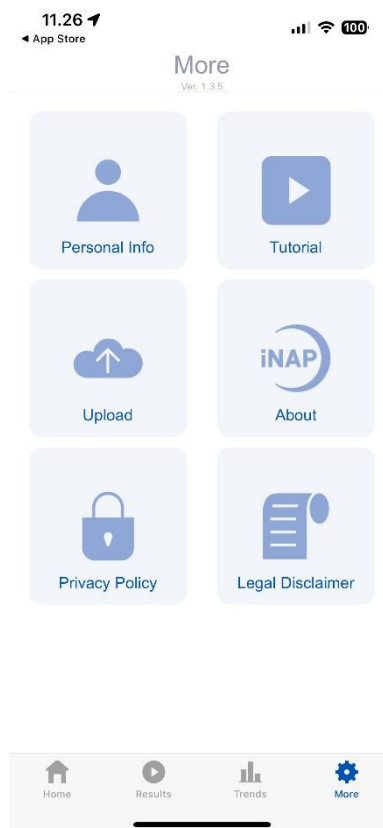 11.26
100
◀ App Store
More
Ver. 1.3.5
Personal Info
Tutorial
Upload
iNAP
About
Privacy Policy
Legal Disclaimer
Home
Results
Trends
More